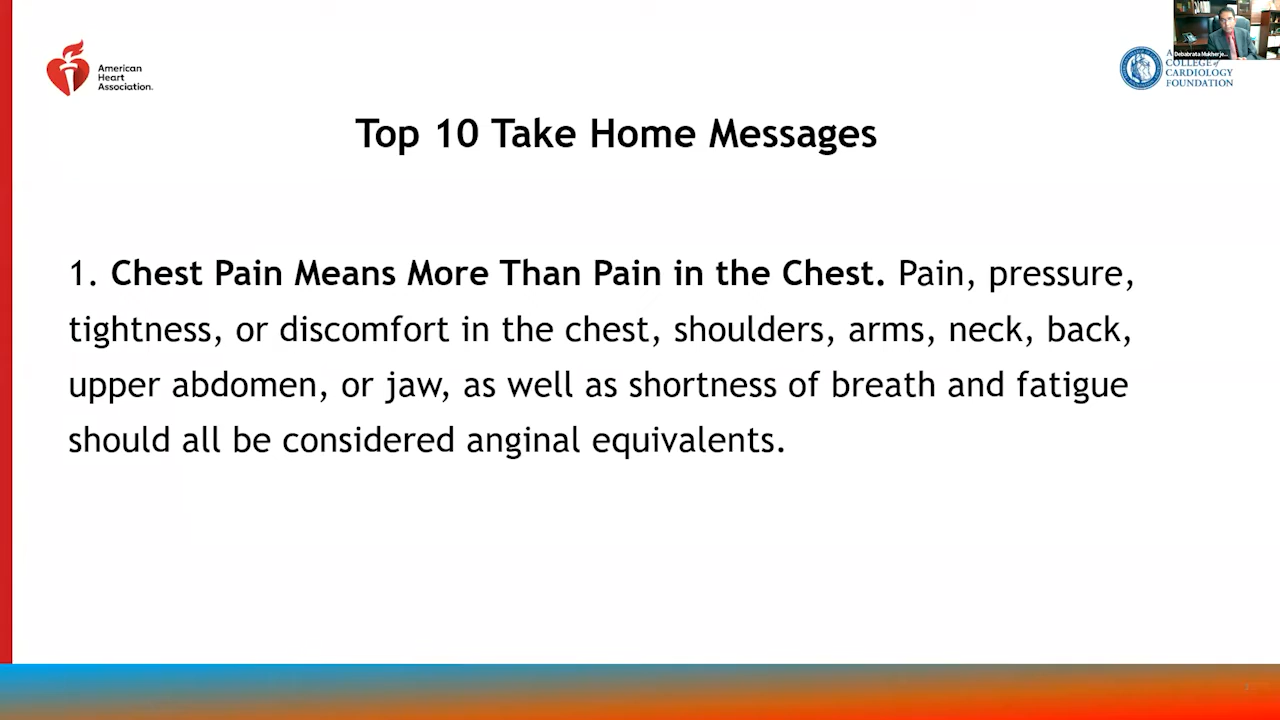 American
Heart
Association.
Debabrata Mukherje...
COLLEGE of
CARDIOLOGY
FOUNDATION
Top 10 Take Home Messages
1. Chest Pain Means More Than Pain in the Chest. Pain, pressure,
tightness, or discomfort in the chest, shoulders, arms, neck, back,
upper abdomen, or jaw, as well as shortness of breath and fatigue
should all be considered anginal equivalents.